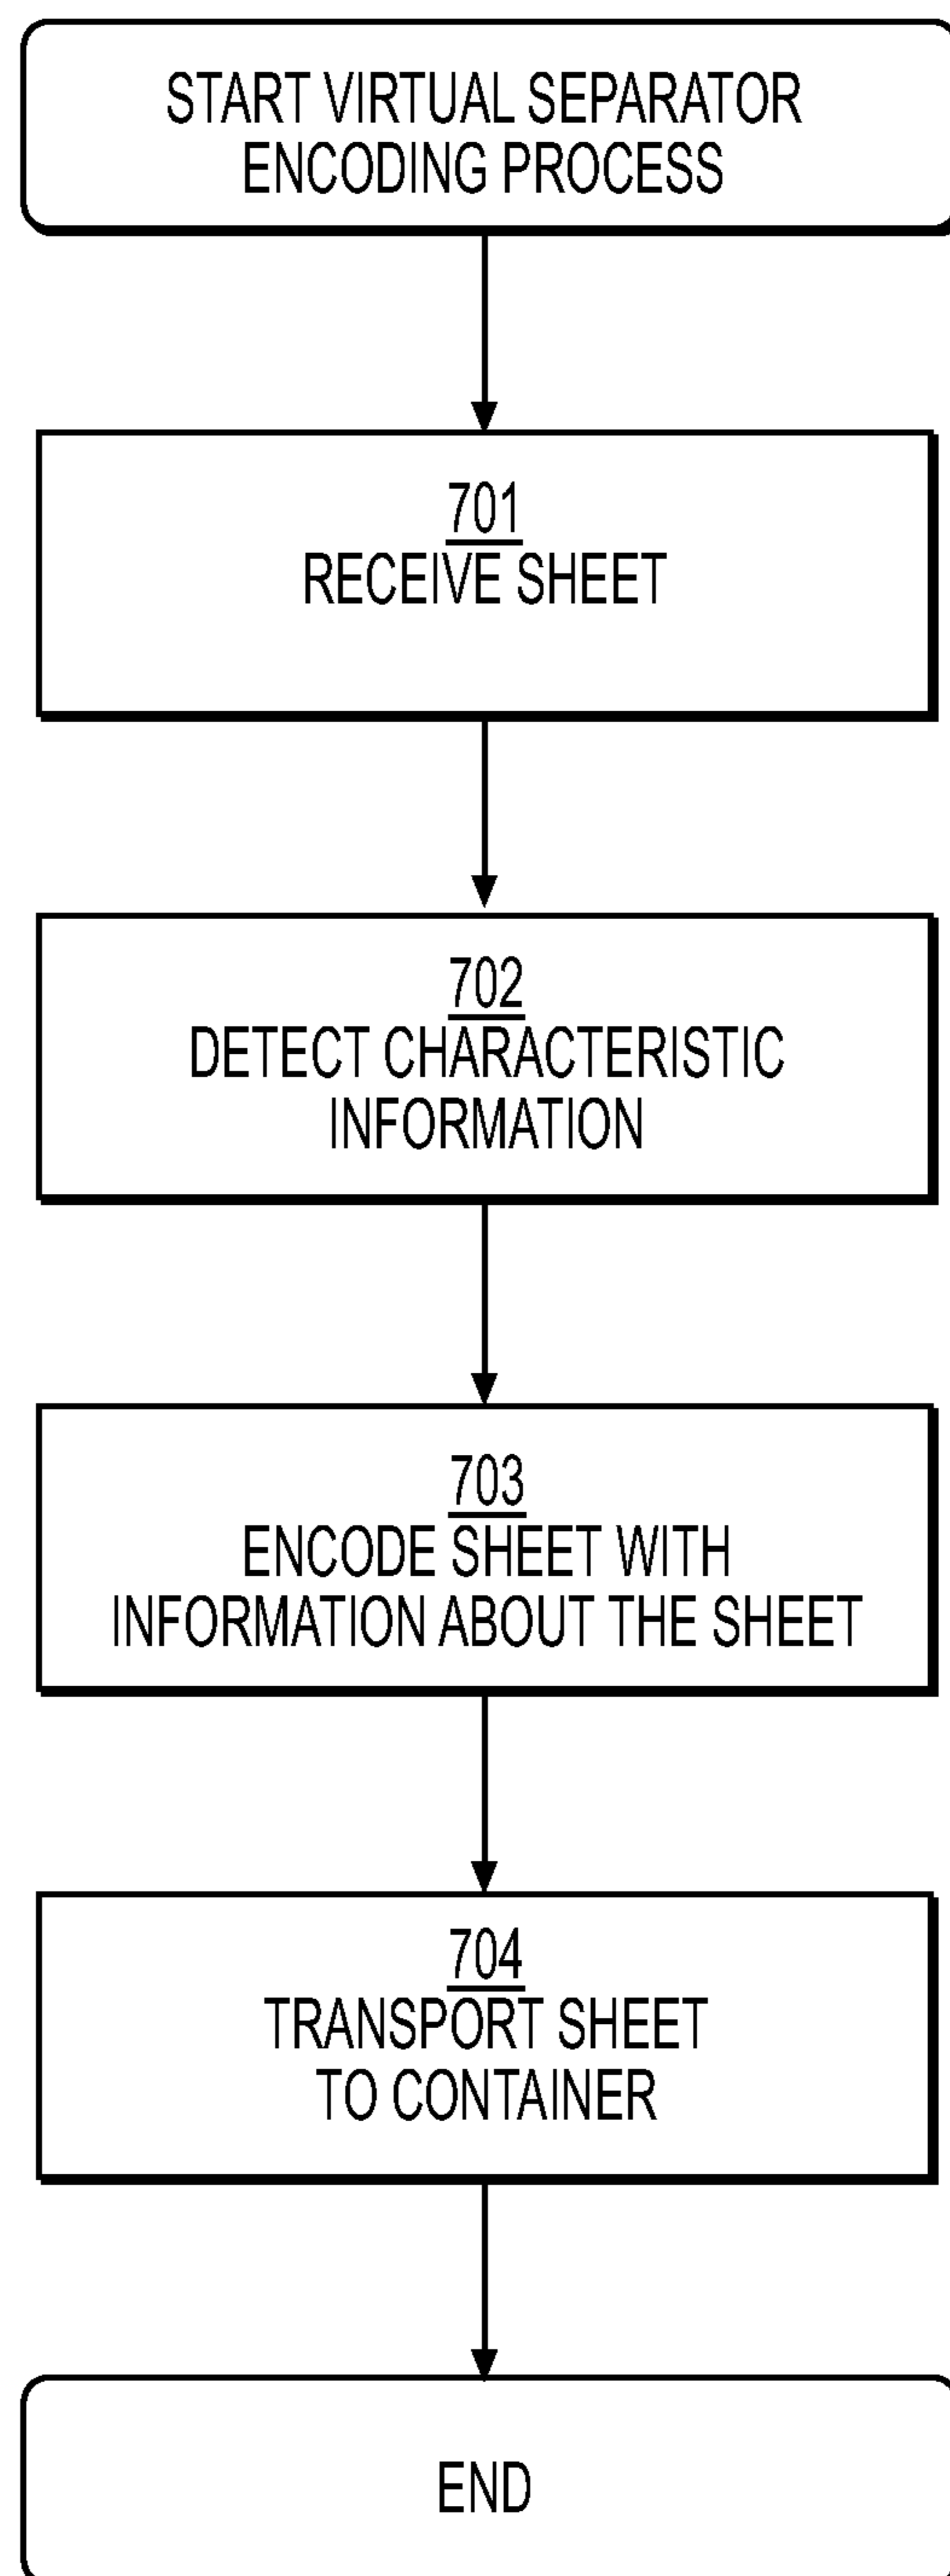 START VIRTUAL SEPARATOR
ENCODING PROCESS
701
RECEIVE SHEET
702
DETECT CHARACTERISTIC
INFORMATION
703
ENCODE SHEET WITH
INFORMATION ABOUT THE SHEET
704
TRANSPORT SHEET
TO CONTAINER
END